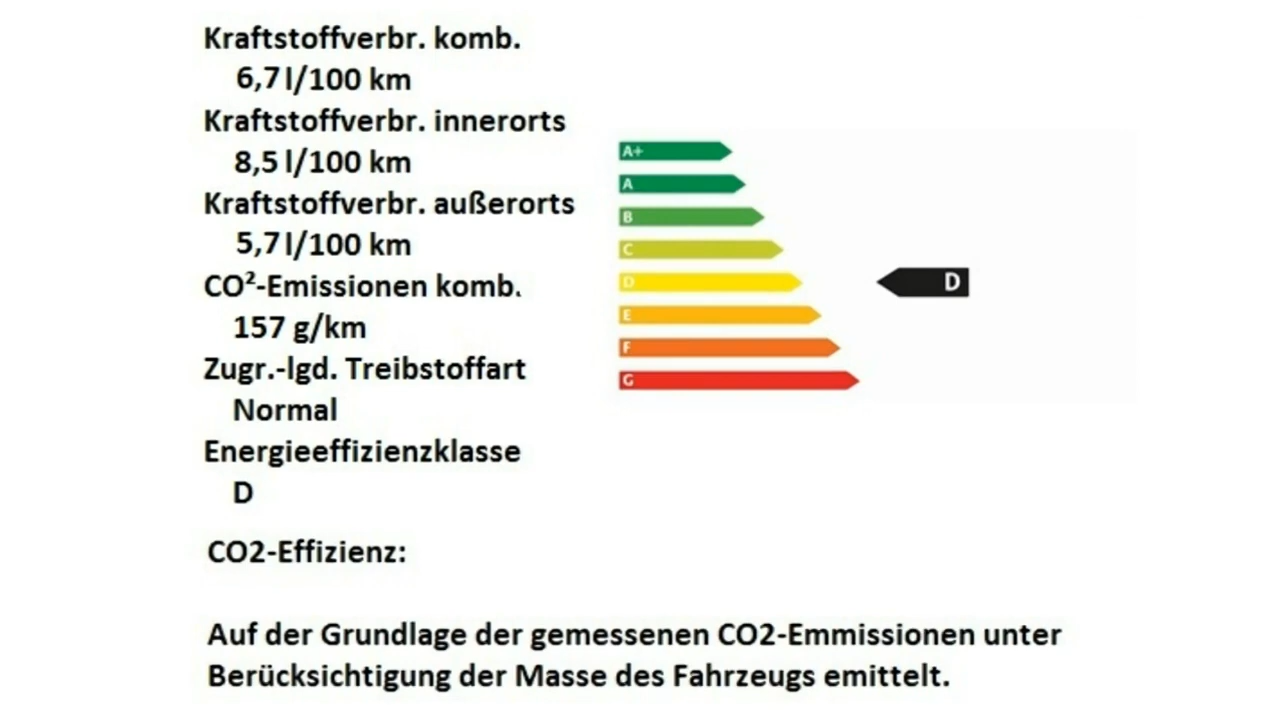 Kraftstoffverbr. komb.
6,7 l/100 km
Kraftstoffverbr. innerorts
8,5 l/100 km
Kraftstoffverbr. außerorts
5,7 l/100 km
CO²-Emissionen komb.
157 g/km
Zugr.-lgd. Treibstoffart
Normal
Energieeffizienzklasse
D
A+
A
B
C
D
E
F
G
D
CO2-Effizienz:
Auf der Grundlage der gemessenen CO2-Emmissionen unter
Berücksichtigung der Masse des Fahrzeugs emittelt.